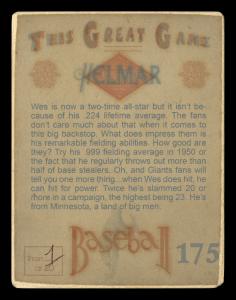 THIS GREAT GAME
HELMAR
Wes is now a two-time all-star but it isn't be-
cause of his .224 lifetime average. The fans
don't care much about that when it comes to
this big backstop. What does impress them is
his remarkable fielding abilities. How good are
they? Try his .999 fielding average in 1950 or
the fact that he regularly throws out more than
half of base stealers. Oh, and Giants fans will
tell you one more thing...when Wes does hit, he
can hit for power. Twice he's slammed 20 or
more in a campaign, the highest being 23. He's
from Minnesota, a land of big men.
Baseball
175
1